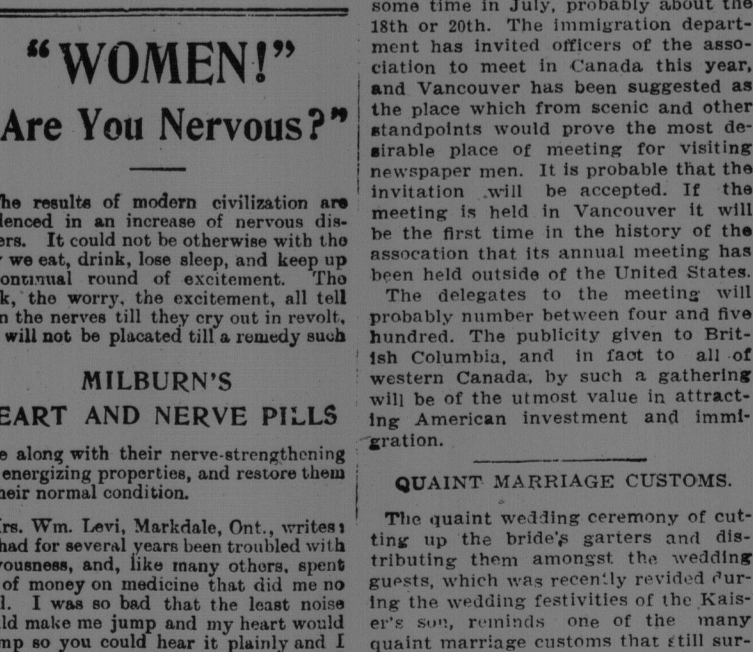 “WOMEN!”
Are You Nervous?”
he results of modern civilization are
denced in an increase of nervous dis-
ers. It could not be otherwise with the
we eat, drink, lose sleep, and keep up
ontinual round of excitement. The
k, the worry, the excitement, all tell
n the nerves till they cry out in revolt,
will not be placated till a remedy such
MILBURN'S
EART AND NERVE PILLS
e along with their nerve-strengthening
energizing properties, and restore them
heir normal condition.
rs. Wm. Levi, Markdale, Ont., writes:
had for several years been troubled with
vousness, and, like many others, spent
of money on medicine that did me no
l. I was so bad that the least noise
ld make me jump and my heart would
mp so you could hear it plainly and I
some time in July, probably about the
18th or 20th. The immigration depart-
ment has invited officers of the asso-
ciation to meet in Canada this year,
and Vancouver has been suggested as
the place which from scenic and other
standpoints would prove the most de-
sirable place of meeting for visiting
newspaper men. It is probable that the
invitation will be accepted. If the
meeting is held in Vancouver it will
be the first time in the history of the
assocation that its annual meeting has
been held outside of the United States.
The delegates to the meeting will
probably number between four and five
hundred. The publicity given to Brit-
ish Columbia, and in fact to all of
western Canada, by such a gathering
will be of the utmost value in attract-
ing American investment and immi-
gration.
QUAINT MARRIAGE CUSTOMS.
The quaint wedding ceremony of cut-
ting up the bride's garters and dis-
tributing them amongst the wedding
guests, which was recently revided dur-
ing the wedding festivities of the Kais-
er's son, reminds one of the many
quaint marriage customs that still sur-